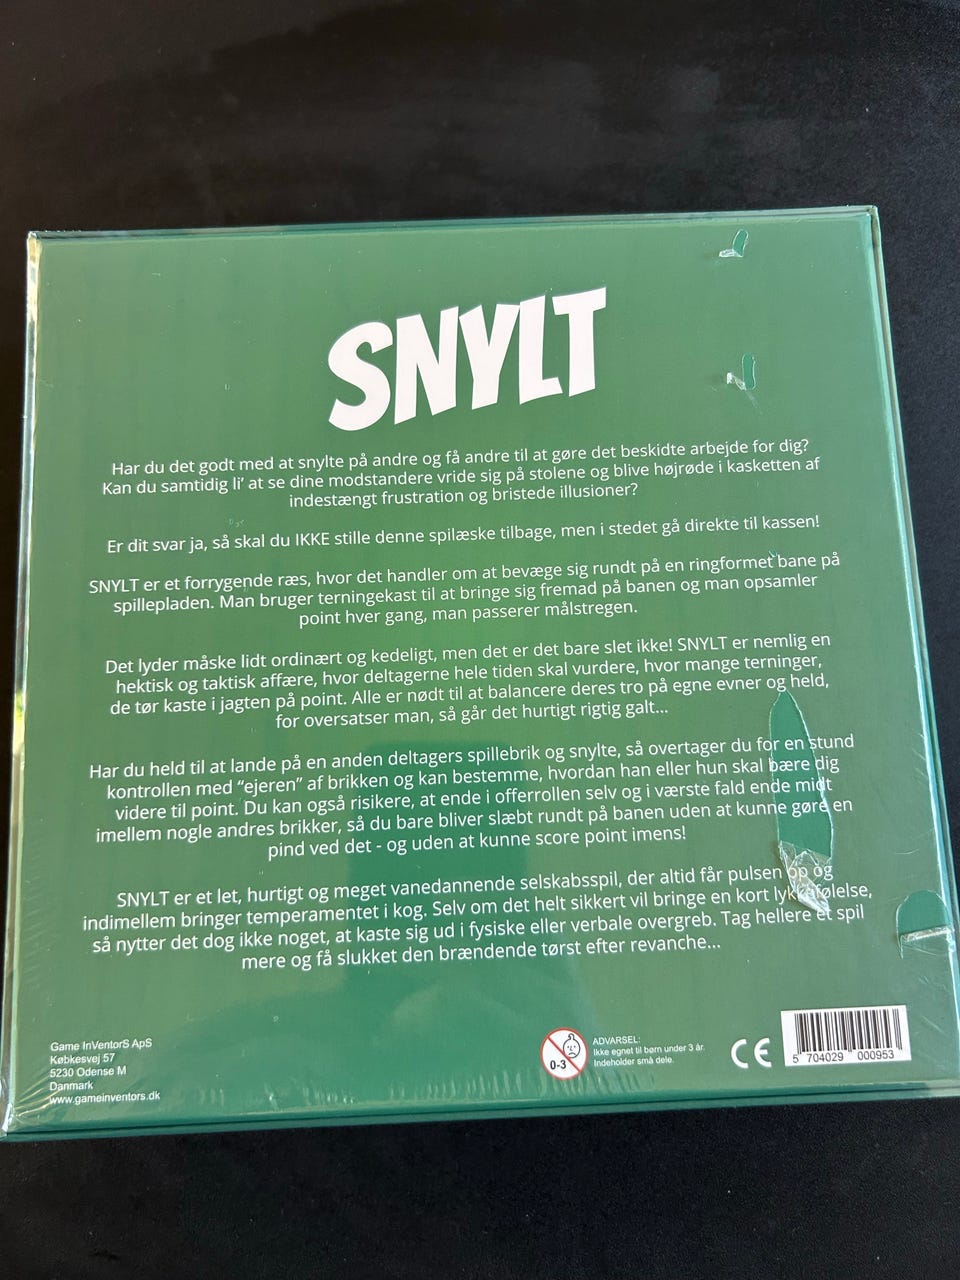 SNYLT
Har du det godt med at snylte på andre og få andre til at gøre det beskidte arbejde for dig?
Kan du samtidig li’ at se dine modstandere vride sig på stolene og blive højrøde i kasketten af
indestængt frustration og bristede illusioner?
Er dit svar ja, så skal du IKKE stille denne spilæske tilbage, men i stedet gå direkte til kassen!
SNYLT er et forrygende ræs, hvor det handler om at bevæge sig rundt på en ringformet bane på
spillepladen. Man bruger terningekast til at bringe sig fremad på banen og man opsamler
point hver gang, man passerer målstregen.
Det lyder måske lidt ordinært og kedeligt, men det er det bare slet ikke! SNYLT er nemlig en
hektisk og taktisk affære, hvor deltagerne hele tiden skal vurdere, hvor mange terninger,
de tør kaste i jagten på point. Alle er nødt til at balancere deres tro på egne evner og held,
for oversatser man, så går det hurtigt rigtig galt...
Har du held til at lande på en anden deltagers spillebrik og snylte, så overtager du for en stund
kontrollen med “ejeren” af brikken og kan bestemme, hvordan han eller hun skal bære dig
videre til point. Du kan også risikere, at ende i offerrollen selv og i værste fald ende midt
imellem nogle andres brikker, så du bare bliver slæbt rundt på banen uden at kunne gøre en
pind ved det - og uden at kunne score point imens!
SNYLT er et let, hurtigt og meget vanedannende selskabsspil, der altid får pulsen op og
indimellem bringer temperamentet i kog. Selv om det helt sikkert vil bringe en kort lykkefølelse,
så nytter det dog ikke noget, at kaste sig ud i fysiske eller verbale overgreb. Tag hellere et spil
mere og få slukket den brændende tørst efter revanche...
Game InVentorS ApS
Købkesvej 57
5230 Odense M
Danmark
www.gameinventors.dk
0-3
ADVARSEL:
Ikke egnet til børn under 3 år.
Indeholder små dele.
CE
5 704029 000953